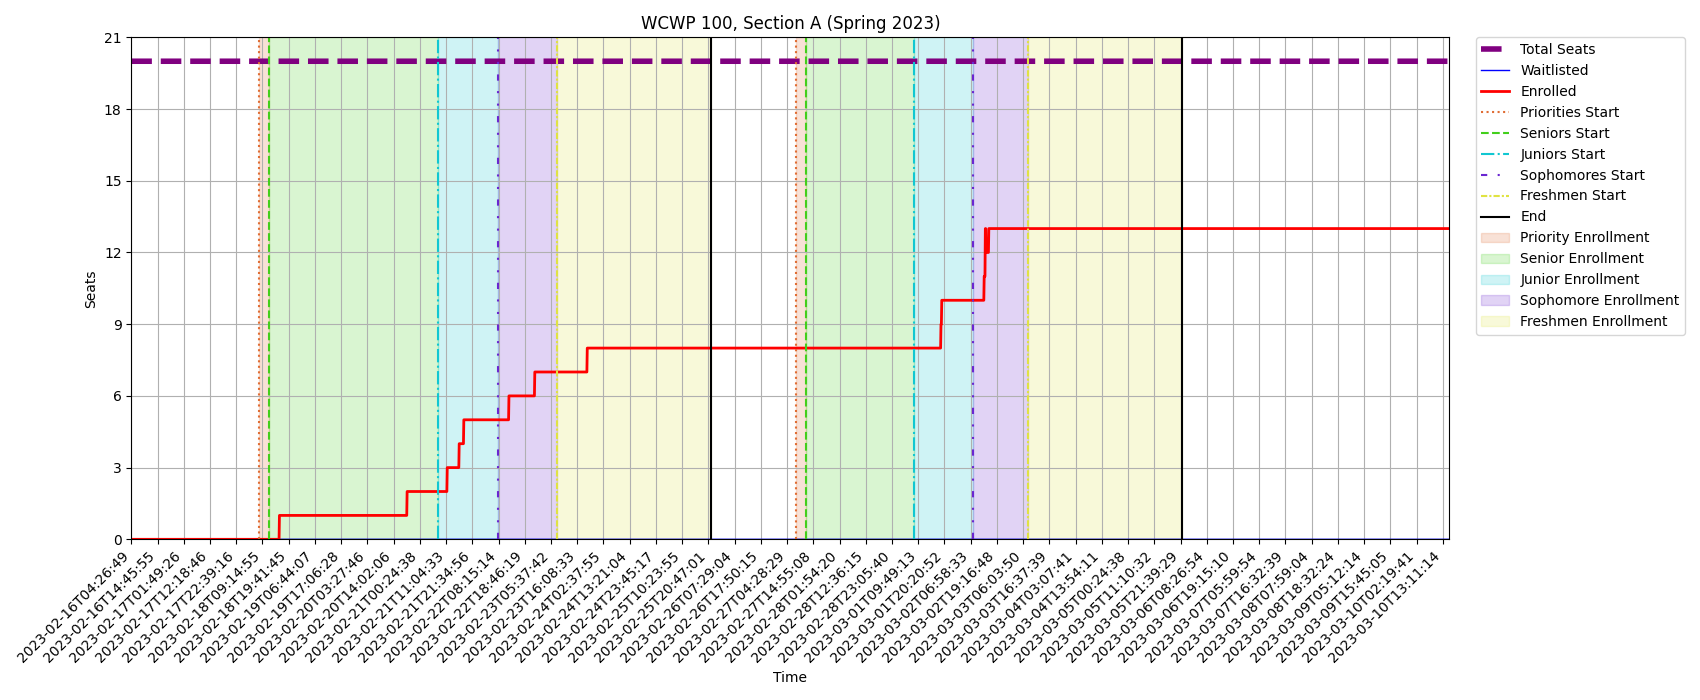 WCWP 100, Section A (Spring 2023)
21
18
15
12
9
6
3
0
Seats
2023-02-16T04:26:49
2023-02-16T14:45:55
2023-02-17T01:49:26
2023-02-17T12:18:46
2023-02-17T22:39:16
2023-02-18T09:14:55
2023-02-18T19:41:45
2023-02-19T06:44:07
2023-02-19T17:06:28
2023-02-20T03:27:46
2023-02-20T14:02:06
2023-02-21T00:24:38
2023-02-21T11:04:33
2023-02-21T21:34:56
2023-02-22T08:15:14
2023-02-22T18:46:19
2023-02-23T05:37:42
2023-02-23T16:08:33
2023-02-24T02:37:55
2023-02-24T13:21:04
2023-02-24T23:45:17
2023-02-25T10:23:55
2023-02-25T20:47:01
2023-02-26T07:29:04
2023-02-26T17:50:15
2023-02-27T04:28:29
2023-02-27T14:55:08
2023-02-28T01:54:20
2023-02-28T12:36:15
2023-02-28T23:05:40
2023-03-01T09:49:13
2023-03-01T20:20:52
2023-03-02T06:58:33
2023-03-02T19:16:48
2023-03-03T06:03:50
2023-03-03T16:37:39
2023-03-04T03:07:41
2023-03-04T13:54:11
2023-03-05T00:24:38
2023-03-05T11:10:32
2023-03-05T21:39:29
2023-03-06T08:26:54
2023-03-06T19:15:10
2023-03-07T05:59:54
2023-03-07T16:32:39
2023-03-08T07:59:04
2023-03-08T18:32:24
2023-03-09T05:12:14
2023-03-09T15:45:05
2023-03-10T02:19:41
2023-03-10T13:11:14
Time
Total Seats
Waitlisted
Enrolled
Priorities Start
Seniors Start
Juniors Start
Sophomores Start
Freshmen Start
End
Priority Enrollment
Senior Enrollment
Junior Enrollment
Sophomore Enrollment
Freshmen Enrollment